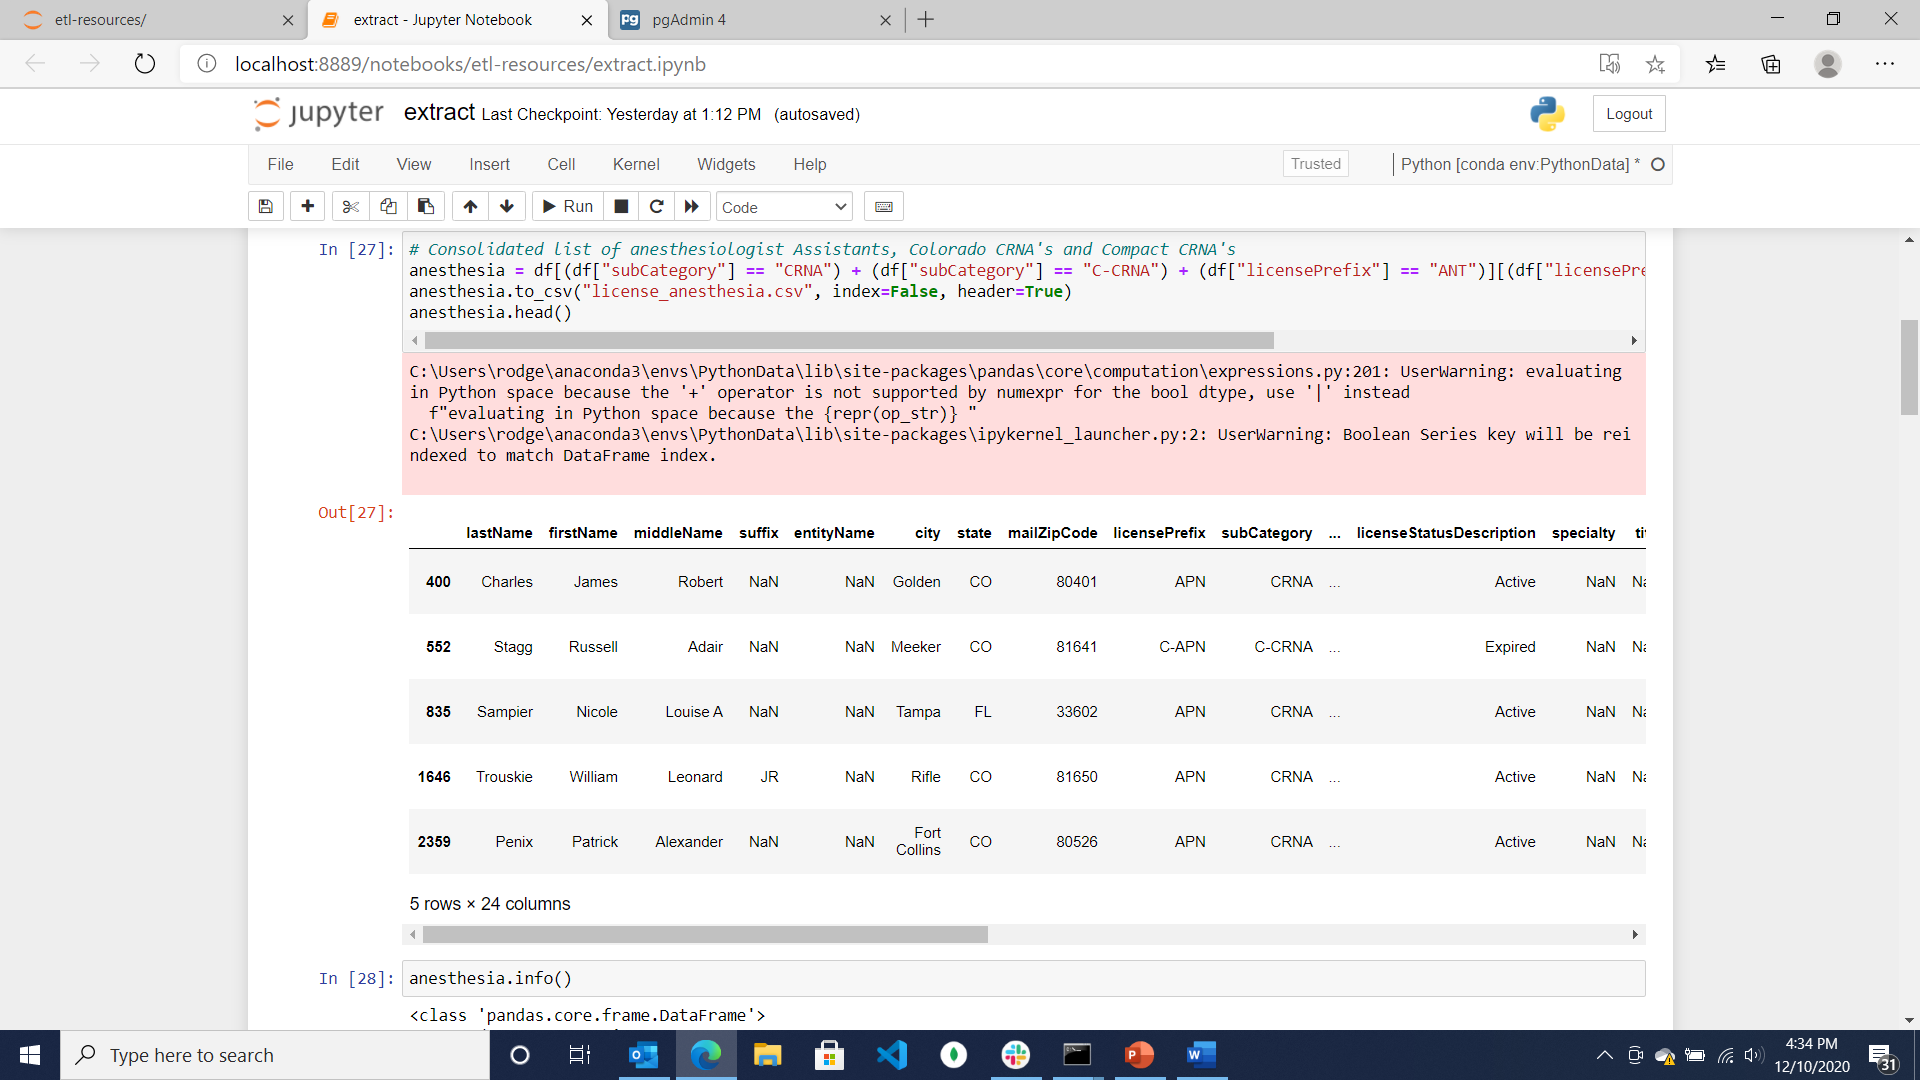 etl-resources/
extract - Jupyter Notebook
pgAdmin 4
localhost:8889/notebooks/etl-resources/extract.ipynb
jupyter extract Last Checkpoint: Yesterday at 1:12 PM (autosaved)
Logout
File Edit View Insert Cell Kernel Widgets Help
Trusted
Python [conda env:PythonData] *
Run
Code
In [27]:
# Consolidated list of anesthesiologist Assistants, Colorado CRNA's and Compact CRNA's
anesthesia = df[(df["subCategory"] == "CRNA") + (df["subCategory"] == "C-CRNA") + (df["licensePrefix"] == "ANT")][(df["licensePre
anesthesia.to_csv("license_anesthesia.csv", index=False, header=True)
anesthesia.head()
C:\Users\rodge\anaconda3\envs\PythonData\lib\site-packages\pandas\core\computation\expressions.py:201: UserWarning: evaluating
in Python space because the '+' operator is not supported by numexpr for the bool dtype, use '|' instead
f"evaluating in Python space because the {repr(op_str)} "
C:\Users\rodge\anaconda3\envs\PythonData\lib\site-packages\ipykernel_launcher.py:2: UserWarning: Boolean Series key will be rei
ndexed to match DataFrame index.
Out[27]:
lastName firstName middleName suffix entityName city state mailZipCode licensePrefix subCategory ... licenseStatusDescription specialty tit
400 Charles James Robert NaN NaN Golden CO 80401 APN CRNA ... Active NaN Na
552 Stagg Russell Adair NaN NaN Meeker CO 81641 C-APN C-CRNA ... Expired NaN Na
835 Sampier Nicole Louise A NaN NaN Tampa FL 33602 APN CRNA ... Active NaN Na
1646 Trouskie William Leonard JR NaN Rifle CO 81650 APN CRNA ... Active NaN Na
2359 Penix Patrick Alexander NaN NaN Fort Collins CO 80526 APN CRNA ... Active NaN Na
5 rows × 24 columns
In [28]:
anesthesia.info()
<class 'pandas.core.frame.DataFrame'>
Type here to search
4:34 PM
12/10/2020
31